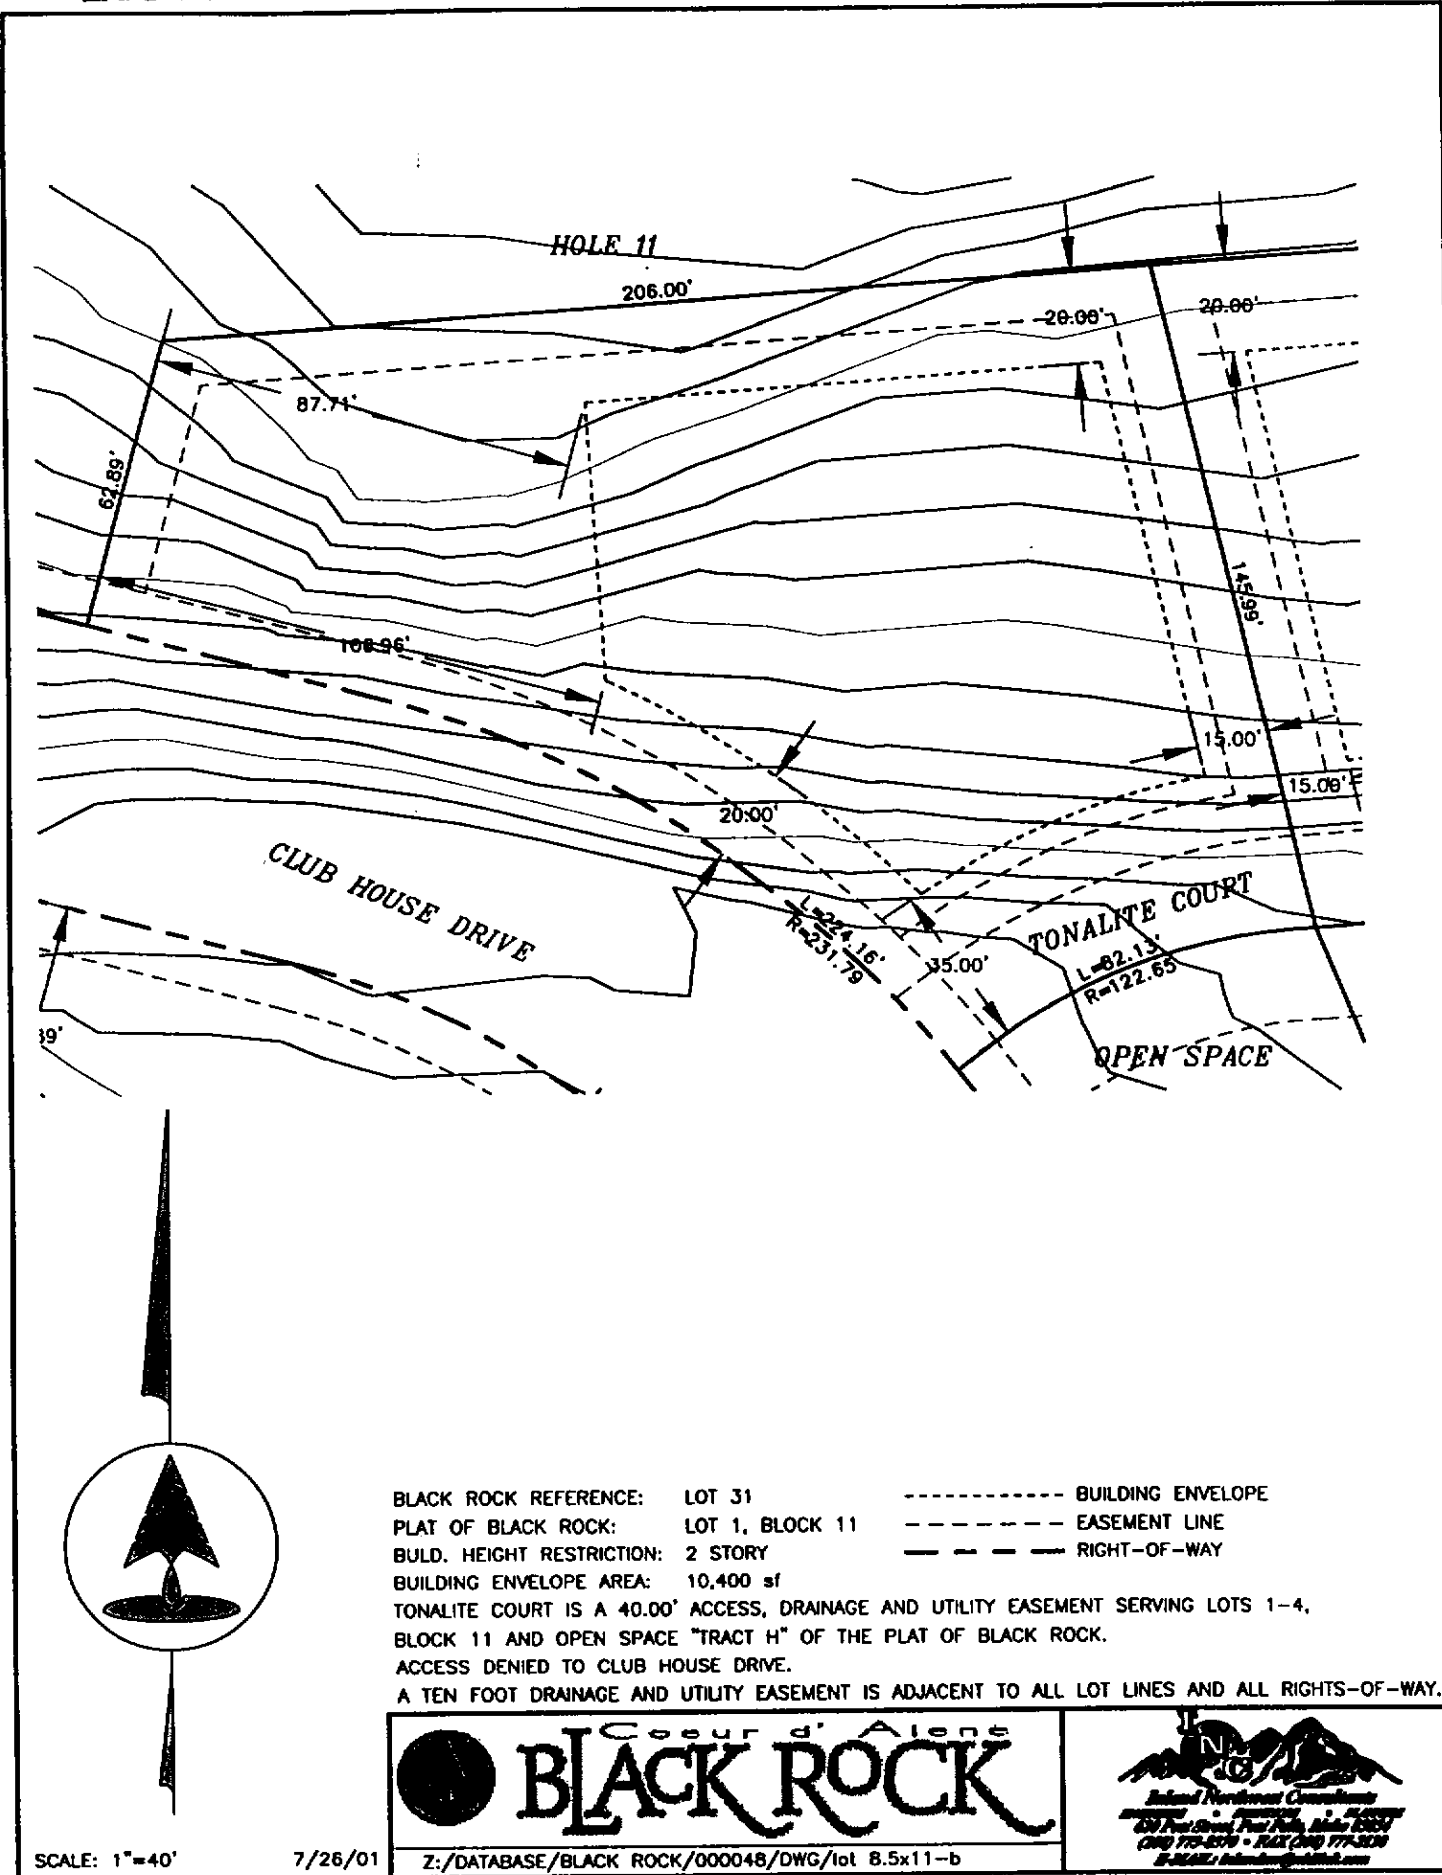 HOLE 11
206.00'
20.00'
20.00'
87.71'
62.89'
145.99'
108.96'
15.00'
15.00'
20.00'
CLUB HOUSE DRIVE
L=224.16'
R=231.79
TONALITE COURT
35.00'
L=82.13'
R=122.65
39'
OPEN SPACE
BLACK ROCK REFERENCE: LOT 31
PLAT OF BLACK ROCK: LOT 1, BLOCK 11
BULD. HEIGHT RESTRICTION: 2 STORY
BUILDING ENVELOPE AREA: 10,400 sf
BUILDING ENVELOPE
EASEMENT LINE
RIGHT-OF-WAY
TONALITE COURT IS A 40.00' ACCESS, DRAINAGE AND UTILITY EASEMENT SERVING LOTS 1-4,
BLOCK 11 AND OPEN SPACE "TRACT H" OF THE PLAT OF BLACK ROCK.
ACCESS DENIED TO CLUB HOUSE DRIVE.
A TEN FOOT DRAINAGE AND UTILITY EASEMENT IS ADJACENT TO ALL LOT LINES AND ALL RIGHTS-OF-WAY.
Coeur d' Alene
BLACK ROCK
Inland Northwest Consultants
SCALE: 1"=40'
7/26/01
Z:/DATABASE/BLACK ROCK/000048/DWG/lot 8.5x11-b